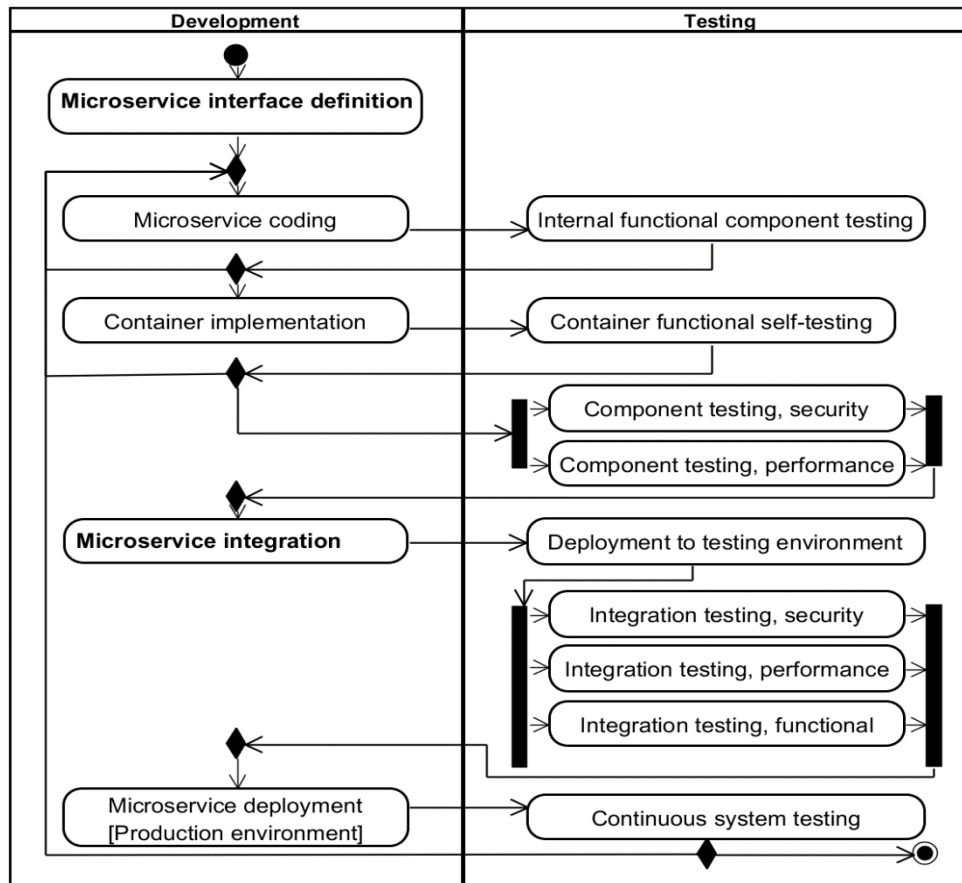 Development
Testing
Microservice interface definition
Microservice coding
Internal functional component testing
Container implementation
Container functional self-testing
Component testing, security
Component testing, performance
Microservice integration
Deployment to testing environment
Integration testing, security
Integration testing, performance
Integration testing, functional
Microservice deployment
[Production environment]
Continuous system testing